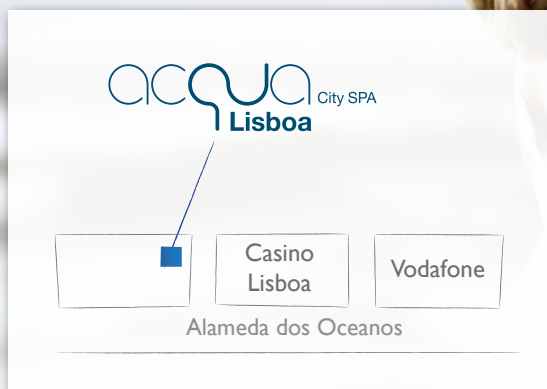 acqua City SPA
Lisboa
Casino
Lisboa
Vodafone
Alameda dos Oceanos